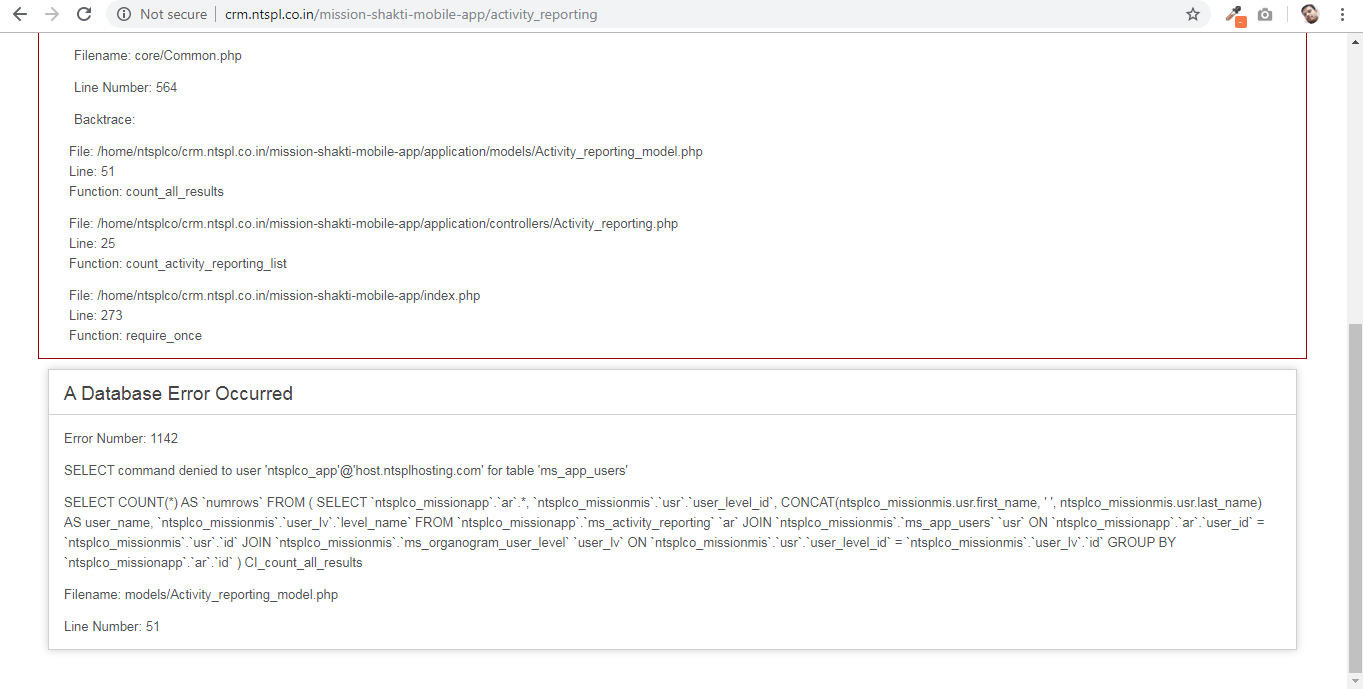 Not secure
crm.ntspl.co.in/mission-shakti-mobile-app/activity_reporting
Filename: core/Common.php
Line Number: 564
Backtrace:
File: /home/ntsplco/crm.ntspl.co.in/mission-shakti-mobile-app/application/models/Activity_reporting_model.php
Line: 51
Function: count_all_results
File: /home/ntsplco/crm.ntspl.co.in/mission-shakti-mobile-app/application/controllers/Activity_reporting.php
Line: 25
Function: count_activity_reporting_list
File: /home/ntsplco/crm.ntspl.co.in/mission-shakti-mobile-app/index.php
Line: 273
Function: require_once
A Database Error Occurred
Error Number: 1142
SELECT command denied to user 'ntsplco_app'@'host.ntsplhosting.com' for table 'ms_app_users'
SELECT COUNT(*) AS `numrows` FROM ( SELECT `ntsplco_missionapp`.`ar`.*, `ntsplco_missionmis`.`usr`.`user_level_id`, CONCAT(ntsplco_missionmis.usr.first_name, ' ', ntsplco_missionmis.usr.last_name)
AS user_name, `ntsplco_missionmis`.`user_lv`.`level_name` FROM `ntsplco_missionapp`.`ms_activity_reporting` `ar` JOIN `ntsplco_missionmis`.`ms_app_users` `usr` ON `ntsplco_missionapp`.`ar`.`user_id` =
`ntsplco_missionmis`.`usr`.`id` JOIN `ntsplco_missionmis`.`ms_organogram_user_level` `user_lv` ON `ntsplco_missionmis`.`usr`.`user_level_id` = `ntsplco_missionmis`.`user_lv`.`id` GROUP BY
`ntsplco_missionapp`.`ar`.`id` ) CI_count_all_results
Filename: models/Activity_reporting_model.php
Line Number: 51